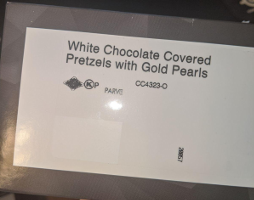 White Chocolate Covered
Pretzels with Gold Pearls
K P
PARVE
CC4323-O